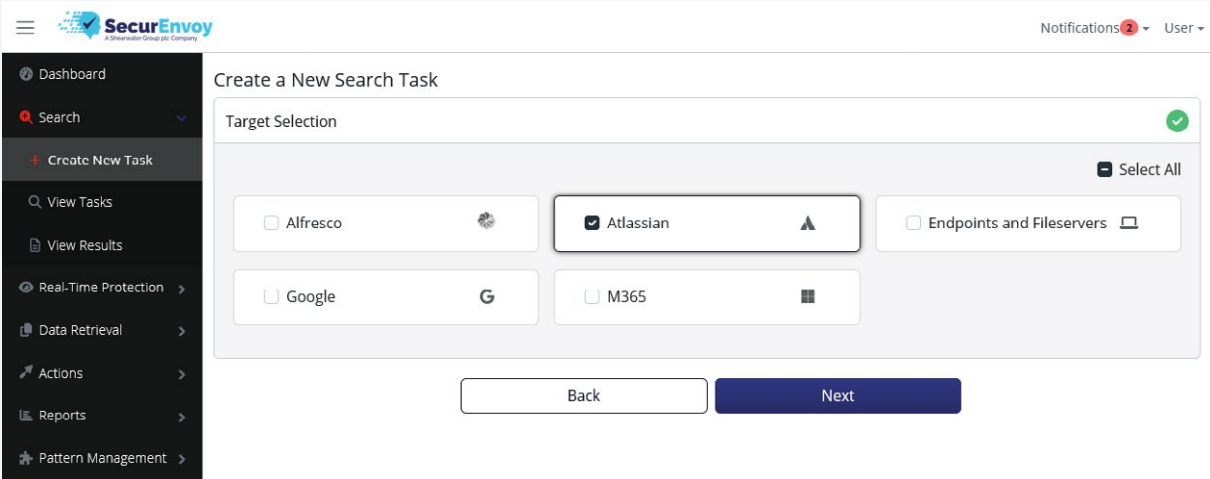 SecurEnvoy
A Shearwater Group plc Company
Notifications 2
User
Dashboard
Search
Create New Task
View Tasks
View Results
Real-Time Protection
Data Retrieval
Actions
Reports
Pattern Management
Create a New Search Task
Target Selection
Select All
Alfresco
Atlassian
Endpoints and Fileservers
Google
G
M365
Back
Next